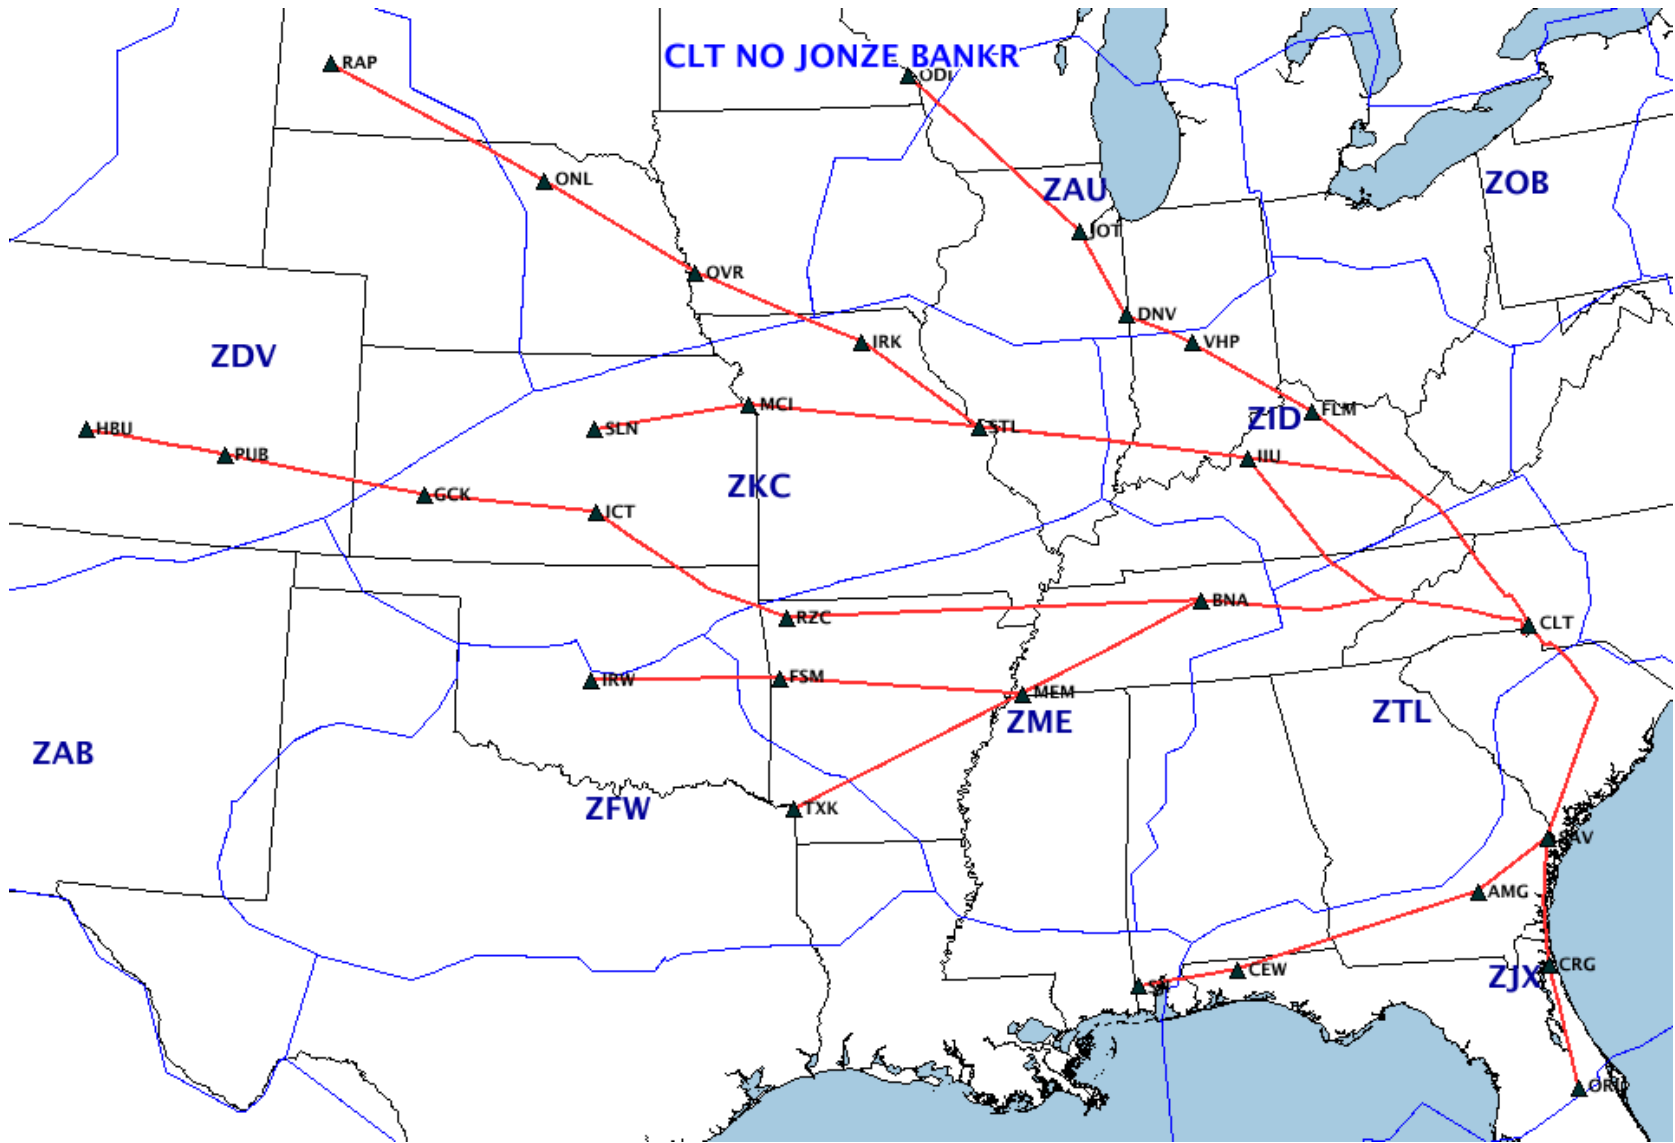 CLT NO JONZE BANKR
RAP
ONL
ZAU
ZOB
JOT
OVR
DNV
ZDV
IRK
VHP
MCI
FLM
ZID
HBU
SLN
STL
PUB
IIU
ZKC
GCK
ICT
BNA
RZC
CLT
IRW
FSM
MEM
ZME
ZTL
ZAB
ZFW
TXK
AMG
CEW
CRG
ZJX